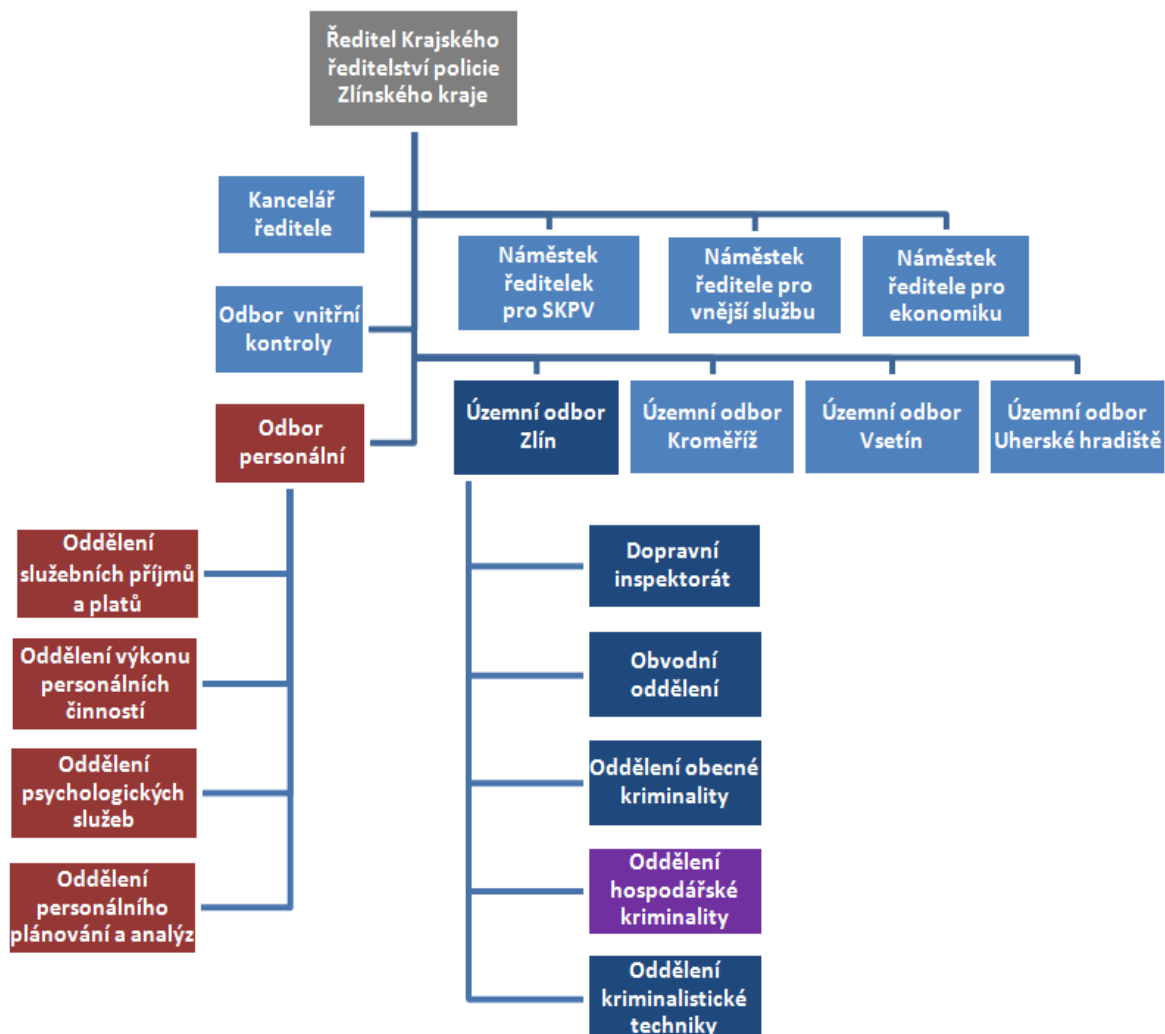 Ředitel Krajského
ředitelství policie
Zlínského kraje
Kancelář
ředitele
Náměstek
ředitelek
pro SKPV
Náměstek
ředitele pro
vnější službu
Náměstek
ředitele pro
ekonomiku
Odbor vnitřní
kontroly
Odbor
personální
Územní odbor
Zlín
Územní odbor
Kroměříž
Územní odbor
Vsetín
Územní odbor
Uherské hradiště
Oddělení
služebních příjmů
a platů
Oddělení výkonu
personálních
činností
Oddělení
psychologických
služeb
Oddělení
personálního
plánování a analýz
Dopravní
inspektorát
Obvodní
oddělení
Oddělení obecné
kriminality
Oddělení
hospodářské
kriminality
Oddělení
kriminalistické
techniky